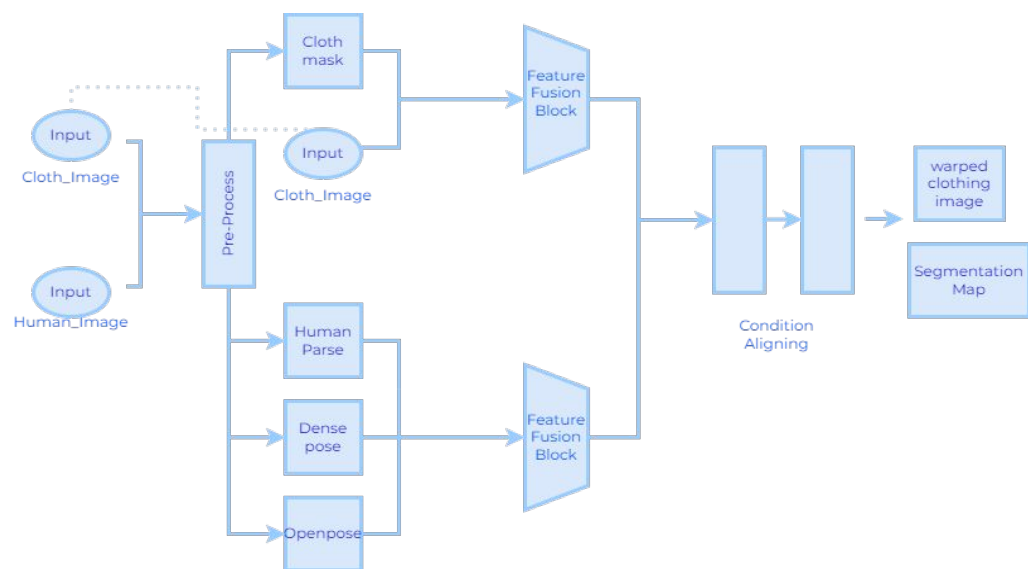 Cloth
mask
Feature
Fusion
Block
Input
Cloth_Image
Input
Cloth_Image
Pre-Process
warped
clothing
image
Segmentation
Map
Input
Human_Image
Human
Parse
Condition
Aligning
Dense
pose
Feature
Fusion
Block
Openpose